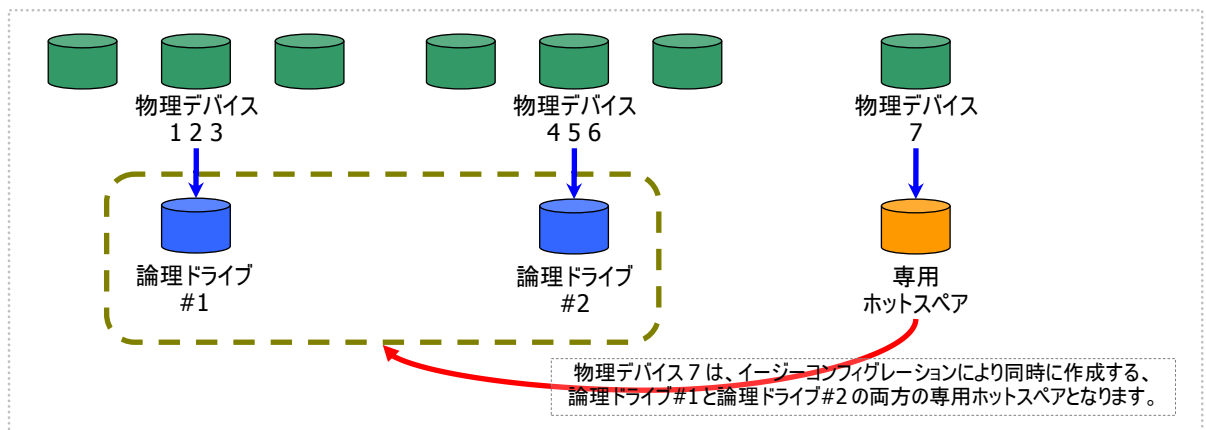 物理デバイス
1 2 3
物理デバイス
4 5 6
物理デバイス
7
論理ドライブ
#1
論理ドライブ
#2
専用
ホットスペア
物理デバイス 7 は、イージーコンフィグレーションにより同時に作成する、
論理ドライブ#1と論理ドライブ#2 の両方の専用ホットスペアとなります。